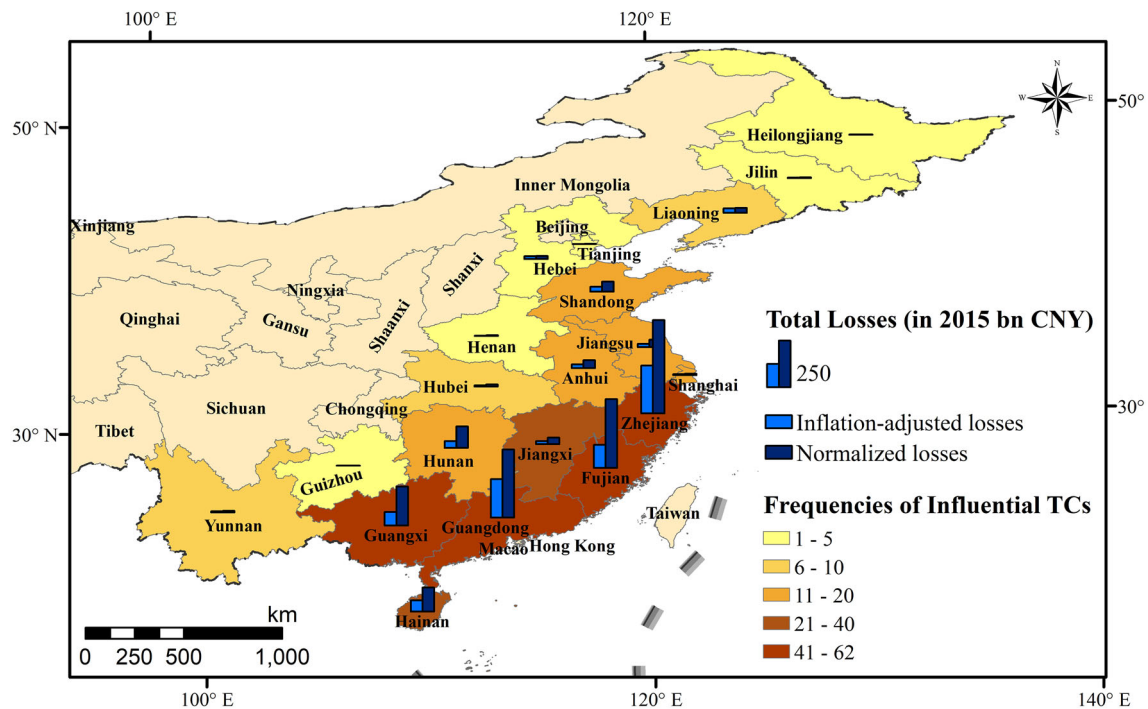 100° E
120° E
N
W
E
S
50° N
50°
Heilongjiang
Jilin
Inner Mongolia
Liaoning
Xinjiang
Beijing
Tianjing
Hebei
Shanxi
Ningxia
Shandong
Qinghai
Gansu
Shaanxi
Total Losses (in 2015 bn CNY)
Jiangsu
Henan
250
Anhui
Shanghai
Hubei
Sichuan
Chongqing
30°
Zhejiang
Inflation-adjusted losses
Tibet
30° N
Hunan
Jiangxi
Normalized losses
Fujian
Guizhou
Frequencies of Influential TCs
Taiwan
Yunnan
Guangxi
Guangdong
1 - 5
Macao
Hong Kong
6 - 10
11 - 20
km
Hainan
21 - 40
0
250
500
1,000
41 - 62
100° E
120° E
140° E